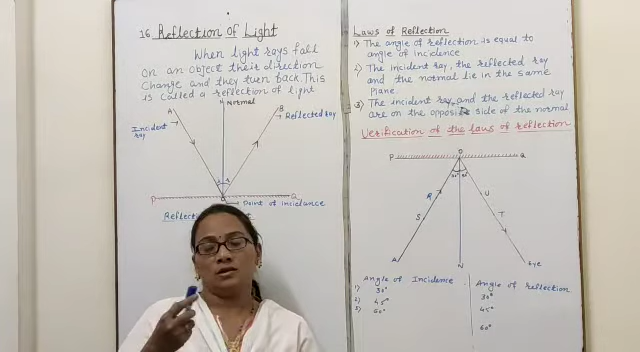 16. Reflection Of Light
When light rays fall
on an object their direction
change and they turn back. This
is called a reflection of light
N Normal
A
B
Incident
ray
Reflected ray
i r
P
Q
O
Point of incidence
Laws of Reflection
1) The angle of reflection is equal to
angle of incidence
2) The incident ray, the reflected ray
and the normal lie in the same
Plane.
3) The incident ray and the reflected ray
are on the opposite side of the normal
Verification of the laws of reflection
P
O
Q
R
U
S
T
A
N
Eye
Angle of Incidence
Angle of reflection
1) 30°
30°
2) 45°
45°
3) 60°
60°